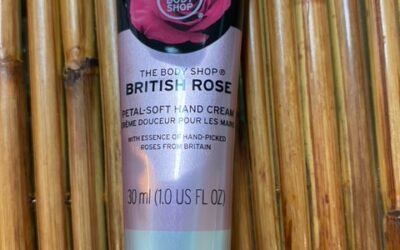 BODY
SHOP
THE BODY SHOP®
BRITISH ROSE
PETAL-SOFT HAND CREAM
CRÈME DOUCEUR POUR LES MAINS
WITH ESSENCE OF HAND-PICKED
ROSES FROM BRITAIN
30 ml (1.0 US FL OZ)